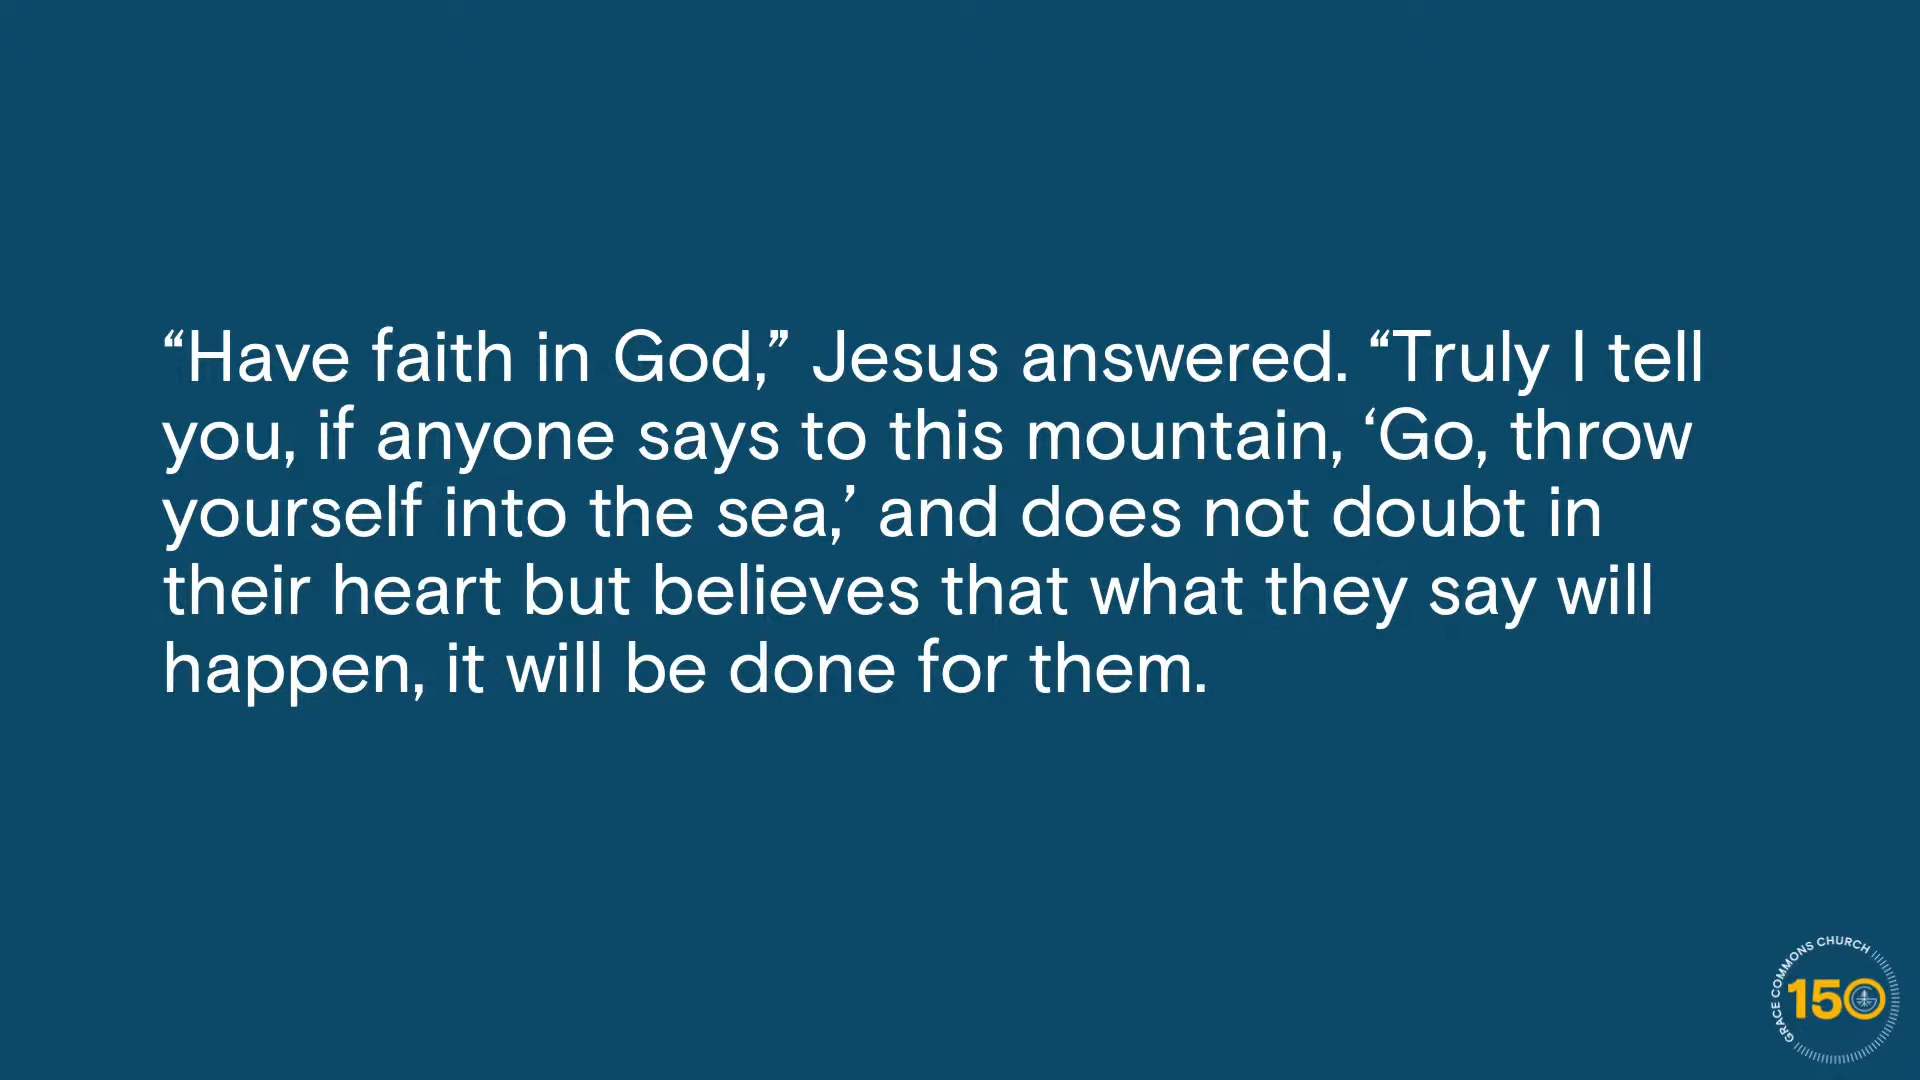 “Have faith in God,” Jesus answered. “Truly I tell
you, if anyone says to this mountain, ‘Go, throw
yourself into the sea,’ and does not doubt in
their heart but believes that what they say will
happen, it will be done for them.
GRACE COMMONS CHURCH
150